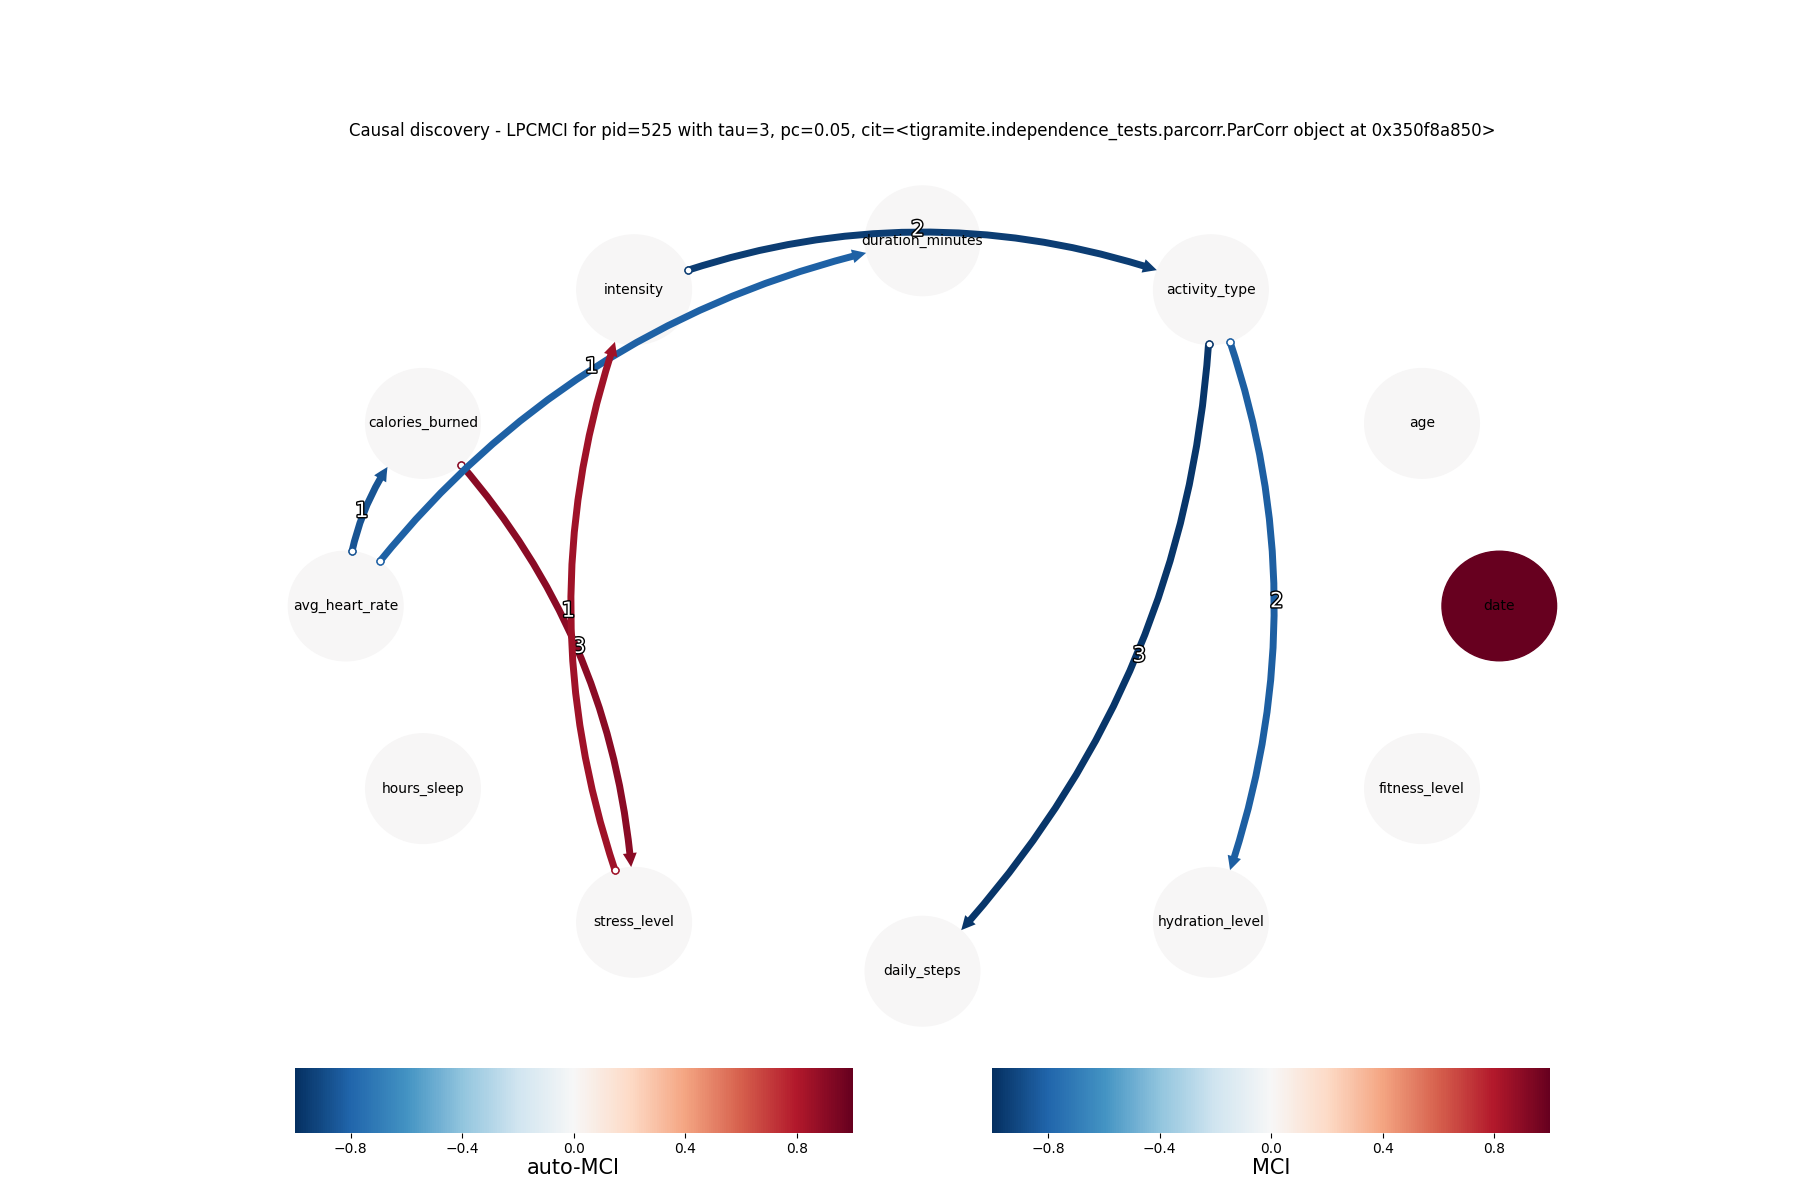 Causal discovery - LPCMCI for pid=525 with tau=3, pc=0.05, cit=<tigramite.independence_tests.parcorr.ParCorr object at 0x350f8a850>
2
duration_minutes
intensity
activity_type
1
calories_burned
age
1
avg_heart_rate
1
2
date
3
3
hours_sleep
fitness_level
stress_level
hydration_level
daily_steps
−0.8 −0.4 0.0 0.4 0.8
auto-MCI
−0.8 −0.4 0.0 0.4 0.8
MCI